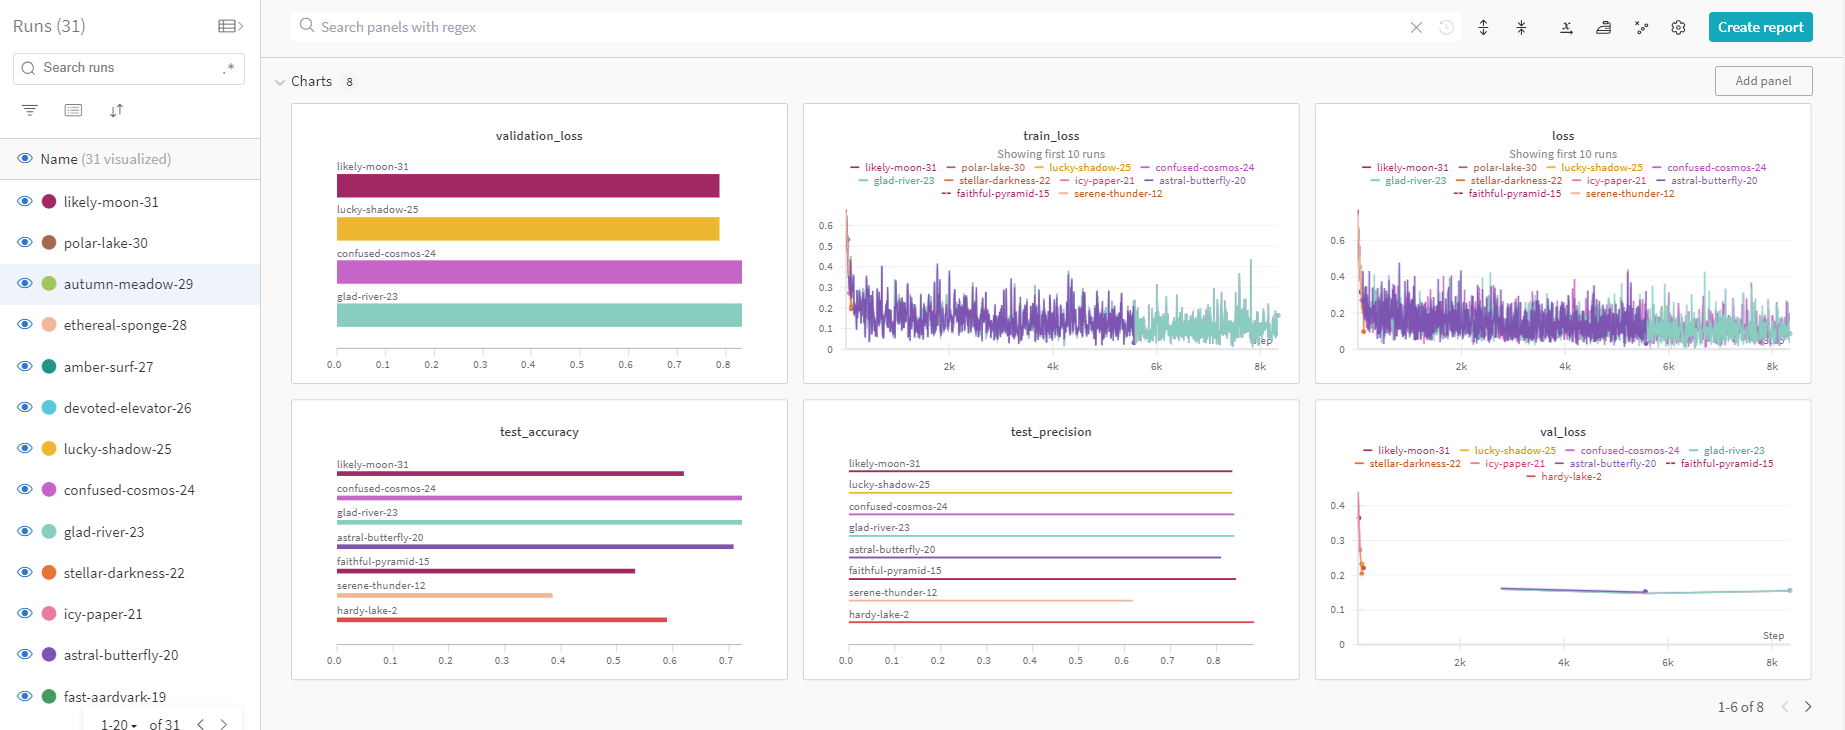 Runs (31)
Search runs
.*
Name (31 visualized)
likely-moon-31
polar-lake-30
autumn-meadow-29
ethereal-sponge-28
amber-surf-27
devoted-elevator-26
lucky-shadow-25
confused-cosmos-24
glad-river-23
stellar-darkness-22
icy-paper-21
astral-butterfly-20
fast-aardvark-19
1-20 of 31
Search panels with regex
Create report
Charts 8
Add panel
validation_loss
likely-moon-31
lucky-shadow-25
confused-cosmos-24
glad-river-23
0.0 0.1 0.2 0.3 0.4 0.5 0.6 0.7 0.8
train_loss
Showing first 10 runs
likely-moon-31 polar-lake-30 lucky-shadow-25 confused-cosmos-24
glad-river-23 stellar-darkness-22 icy-paper-21 astral-butterfly-20
faithful-pyramid-15 serene-thunder-12
0.6
0.5
0.4
0.3
0.2
0.1
0
Step
2k 4k 6k 8k
loss
Showing first 10 runs
likely-moon-31 polar-lake-30 lucky-shadow-25 confused-cosmos-24
glad-river-23 stellar-darkness-22 icy-paper-21 astral-butterfly-20
faithful-pyramid-15 serene-thunder-12
0.6
0.4
0.2
0
2k 4k 6k 8k
test_accuracy
likely-moon-31
confused-cosmos-24
glad-river-23
astral-butterfly-20
faithful-pyramid-15
serene-thunder-12
hardy-lake-2
0.0 0.1 0.2 0.3 0.4 0.5 0.6 0.7
test_precision
likely-moon-31
lucky-shadow-25
confused-cosmos-24
glad-river-23
astral-butterfly-20
faithful-pyramid-15
serene-thunder-12
hardy-lake-2
0.0 0.1 0.2 0.3 0.4 0.5 0.6 0.7 0.8
val_loss
likely-moon-31 lucky-shadow-25 confused-cosmos-24 glad-river-23
stellar-darkness-22 icy-paper-21 astral-butterfly-20 faithful-pyramid-15
hardy-lake-2
0.4
0.3
0.2
0.1
0
Step
2k 4k 6k 8k
1-6 of 8